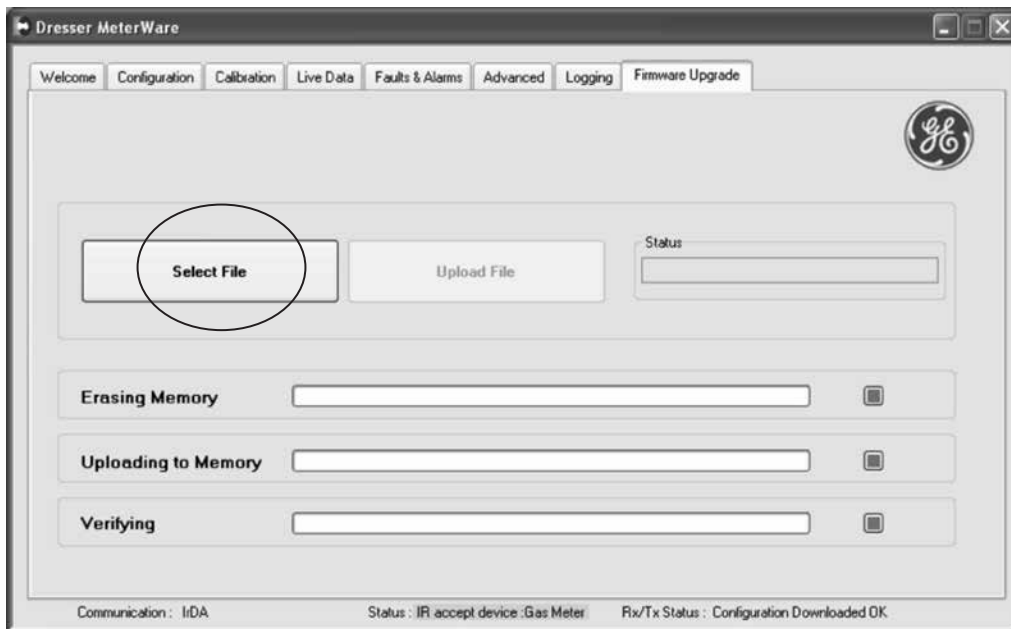 Dresser MeterWare
Welcome Configuration Calibration Live Data Faults & Alarms Advanced Logging Firmware Upgrade
GE
Select File
Upload File
Status
Erasing Memory
Uploading to Memory
Verifying
Communication : IrDA
Status : IR accept device :Gas Meter
Rx/Tx Status : Configuration Downloaded OK